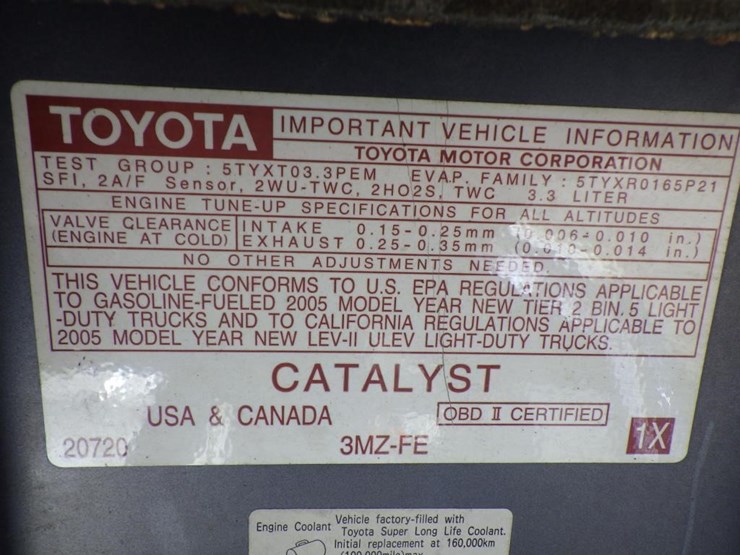 TOYOTA IMPORTANT VEHICLE INFORMATION
TOYOTA MOTOR CORPORATION
TEST GROUP : 5TYXT03.3PEM EVAP. FAMILY : 5TYXR0165P21
SFI, 2A/F Sensor, 2WU-TWC, 2HO2S, TWC 3.3 LITER
ENGINE TUNE-UP SPECIFICATIONS FOR ALL ALTITUDES
VALVE CLEARANCE INTAKE 0.15-0.25mm (0.006-0.010 in.)
(ENGINE AT COLD) EXHAUST 0.25-0.35mm (0.010-0.014 in.)
NO OTHER ADJUSTMENTS NEEDED.
THIS VEHICLE CONFORMS TO U.S. EPA REGULATIONS APPLICABLE
TO GASOLINE-FUELED 2005 MODEL YEAR NEW TIER 2 BIN.5 LIGHT
-DUTY TRUCKS AND TO CALIFORNIA REGULATIONS APPLICABLE TO
2005 MODEL YEAR NEW LEV-II ULEV LIGHT-DUTY TRUCKS.
CATALYST
USA & CANADA OBD II CERTIFIED
20720 3MZ-FE 1X
Engine Coolant Vehicle factory-filled with
Toyota Super Long Life Coolant.
Initial replacement at 160,000km